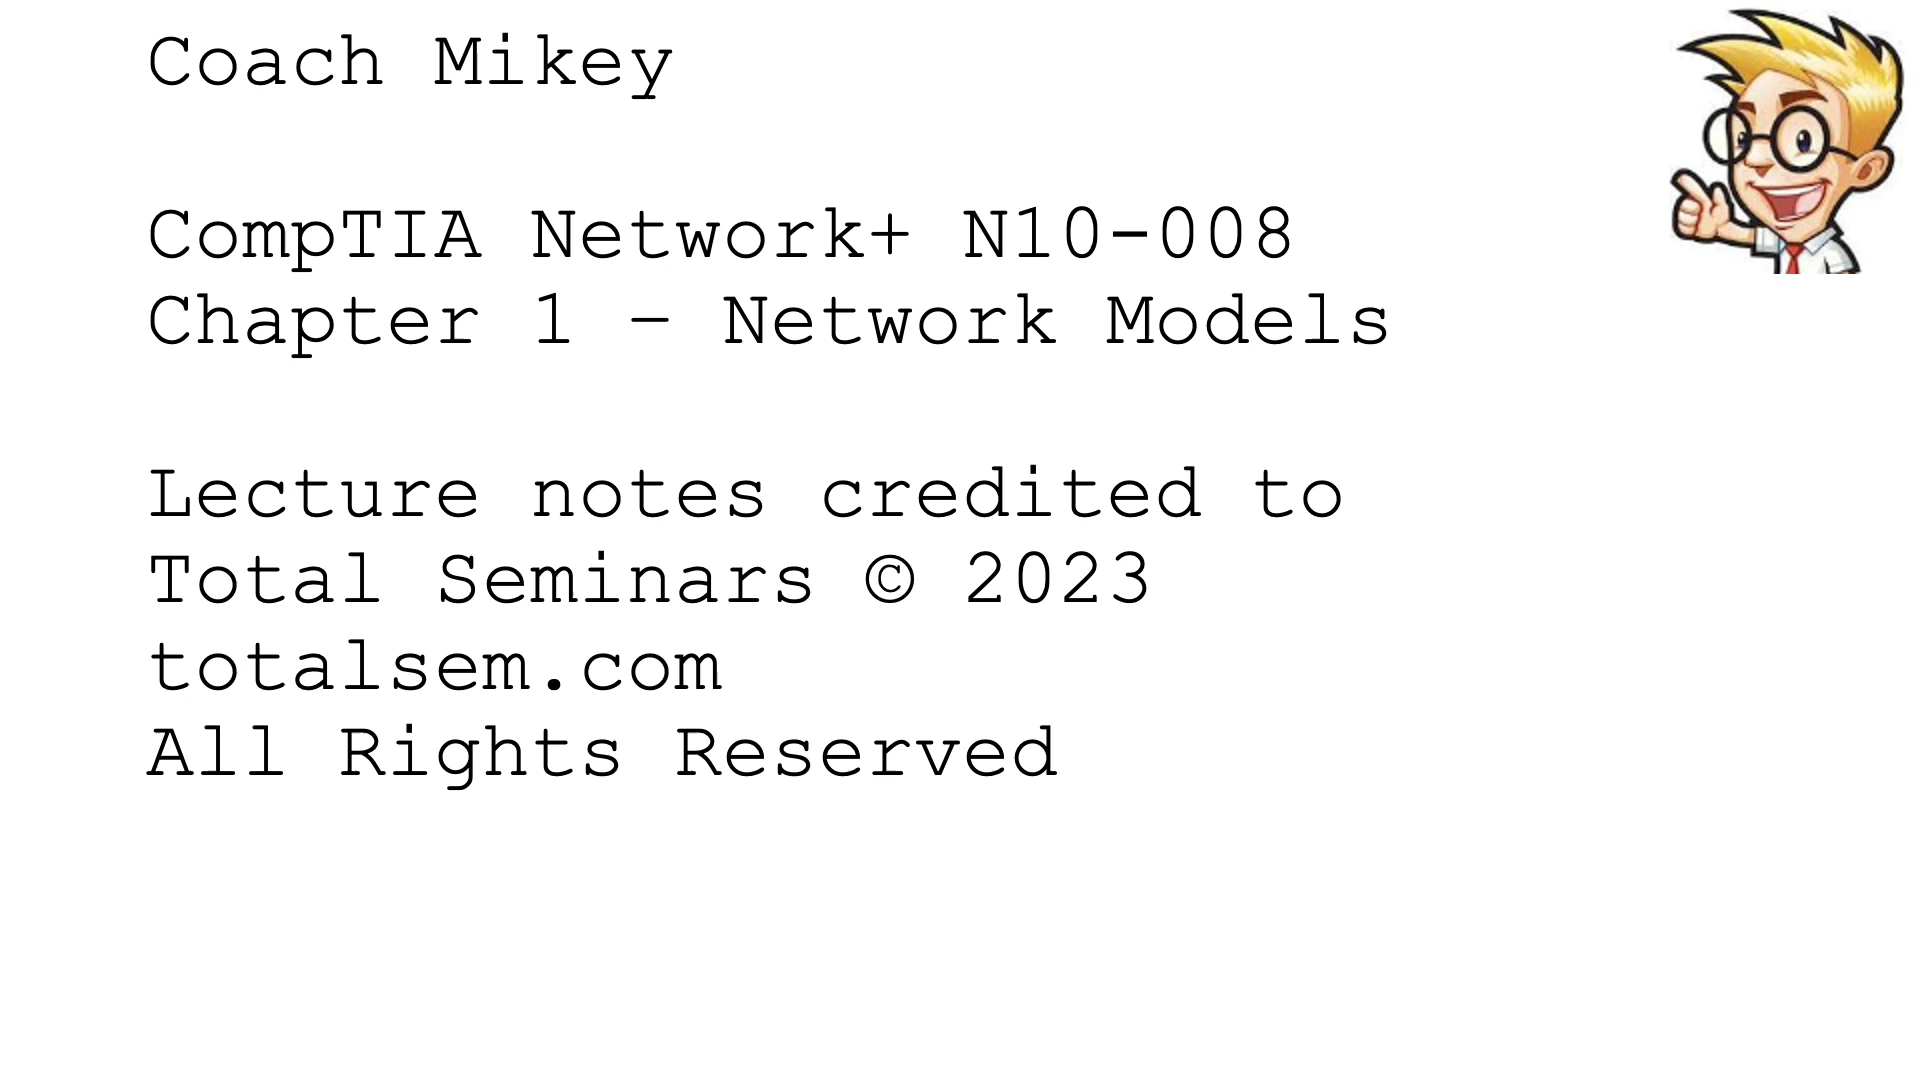 Coach Mikey
CompTIA Network+ N10-008
Chapter 1 – Network Models
Lecture notes credited to
Total Seminars © 2023
totalsem.com
All Rights Reserved